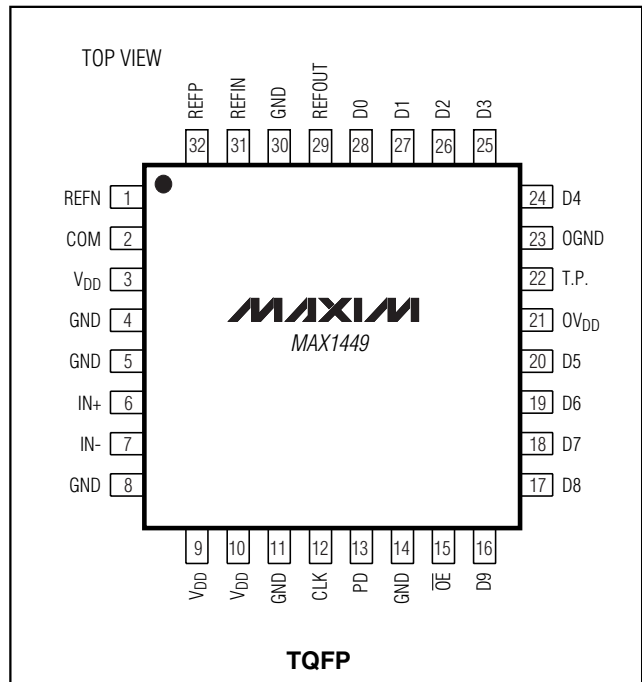 TOP VIEW
REFP REFIN GND REFOUT D0 D1 D2 D3
32 31 30 29 28 27 26 25
REFN 1 24 D4
COM 2 23 OGND
VDD 3 22 T.P.
GND 4 21 OVDD
GND 5 20 D5
IN+ 6 19 D6
IN- 7 18 D7
GND 8 17 D8
MAXIM
MAX1449
9 10 11 12 13 14 15 16
VDD VDD GND CLK PD GND O̅E̅ D9
TQFP